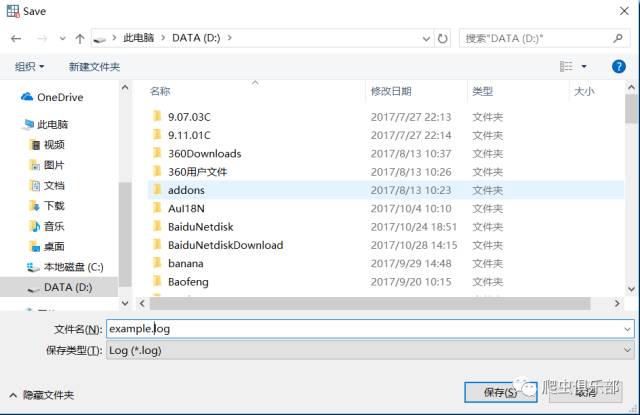 Save
此电脑 > DATA (D:) >
搜索"DATA (D:)"
组织
新建文件夹
名称 修改日期 类型 大小
OneDrive
此电脑
视频
图片
文档
下载
音乐
桌面
本地磁盘 (C:)
DATA (D:)
9.07.03C 2017/7/27 22:13 文件夹
9.11.01C 2017/7/27 22:14 文件夹
360Downloads 2017/8/13 10:37 文件夹
360用户文件 2017/8/13 10:26 文件夹
addons 2017/8/13 10:23 文件夹
AuI18N 2017/10/4 10:10 文件夹
BaiduNetdisk 2017/10/24 18:51 文件夹
BaiduNetdiskDownload 2017/10/28 14:15 文件夹
banana 2017/9/29 14:48 文件夹
Baofeng 2017/9/20 10:15 文件夹
文件名(N): example.log
保存类型(T): Log (*.log)
隐藏文件夹
保存(S)
取消
爬虫俱乐部